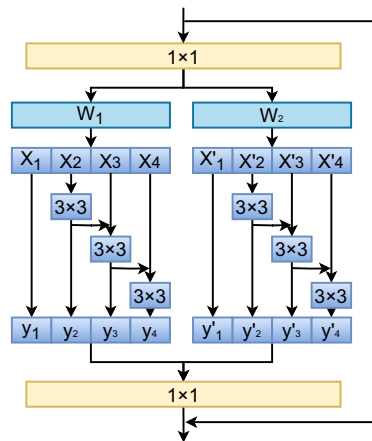 1×1
W₁ W₂
X₁ X₂ X₃ X₄ X'₁ X'₂ X'₃ X'₄
3×3 3×3
3×3 3×3
3×3 3×3
y₁ y₂ y₃ y₄ y'₁ y'₂ y'₃ y'₄
1×1